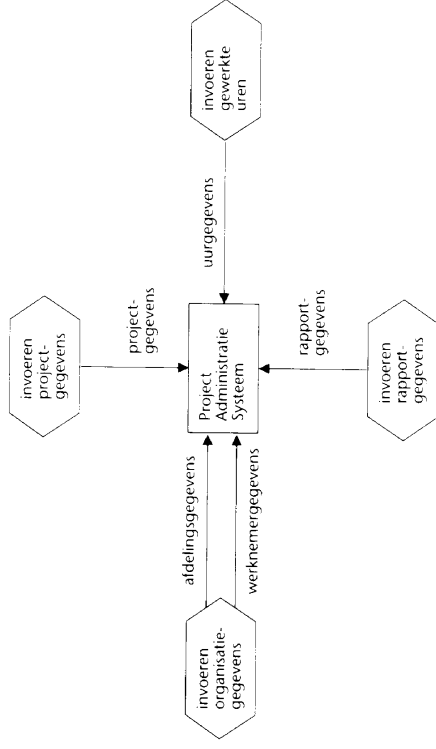 invoeren
project-
gegevens
project-
gegevens
invoeren
organisatie-
gegevens
afdelingsgegevens
werknemergegevens
Project
Administratie
Systeem
uurgegevens
invoeren
gewerkte
uren
rapport-
gegevens
invoeren
rapport-
gegevens